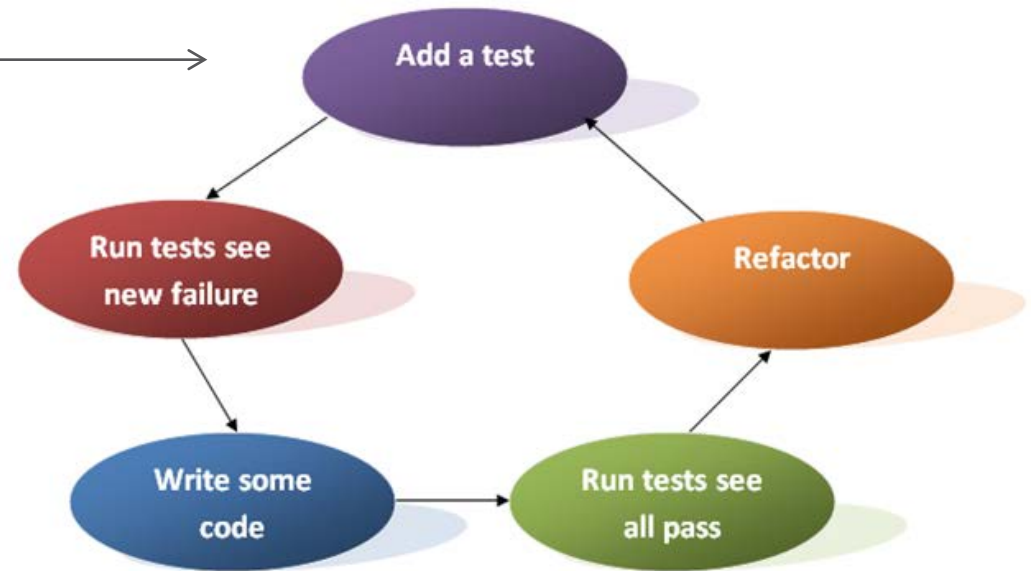 Add a test
Run tests see
new failure
Write some
code
Run tests see
all pass
Refactor